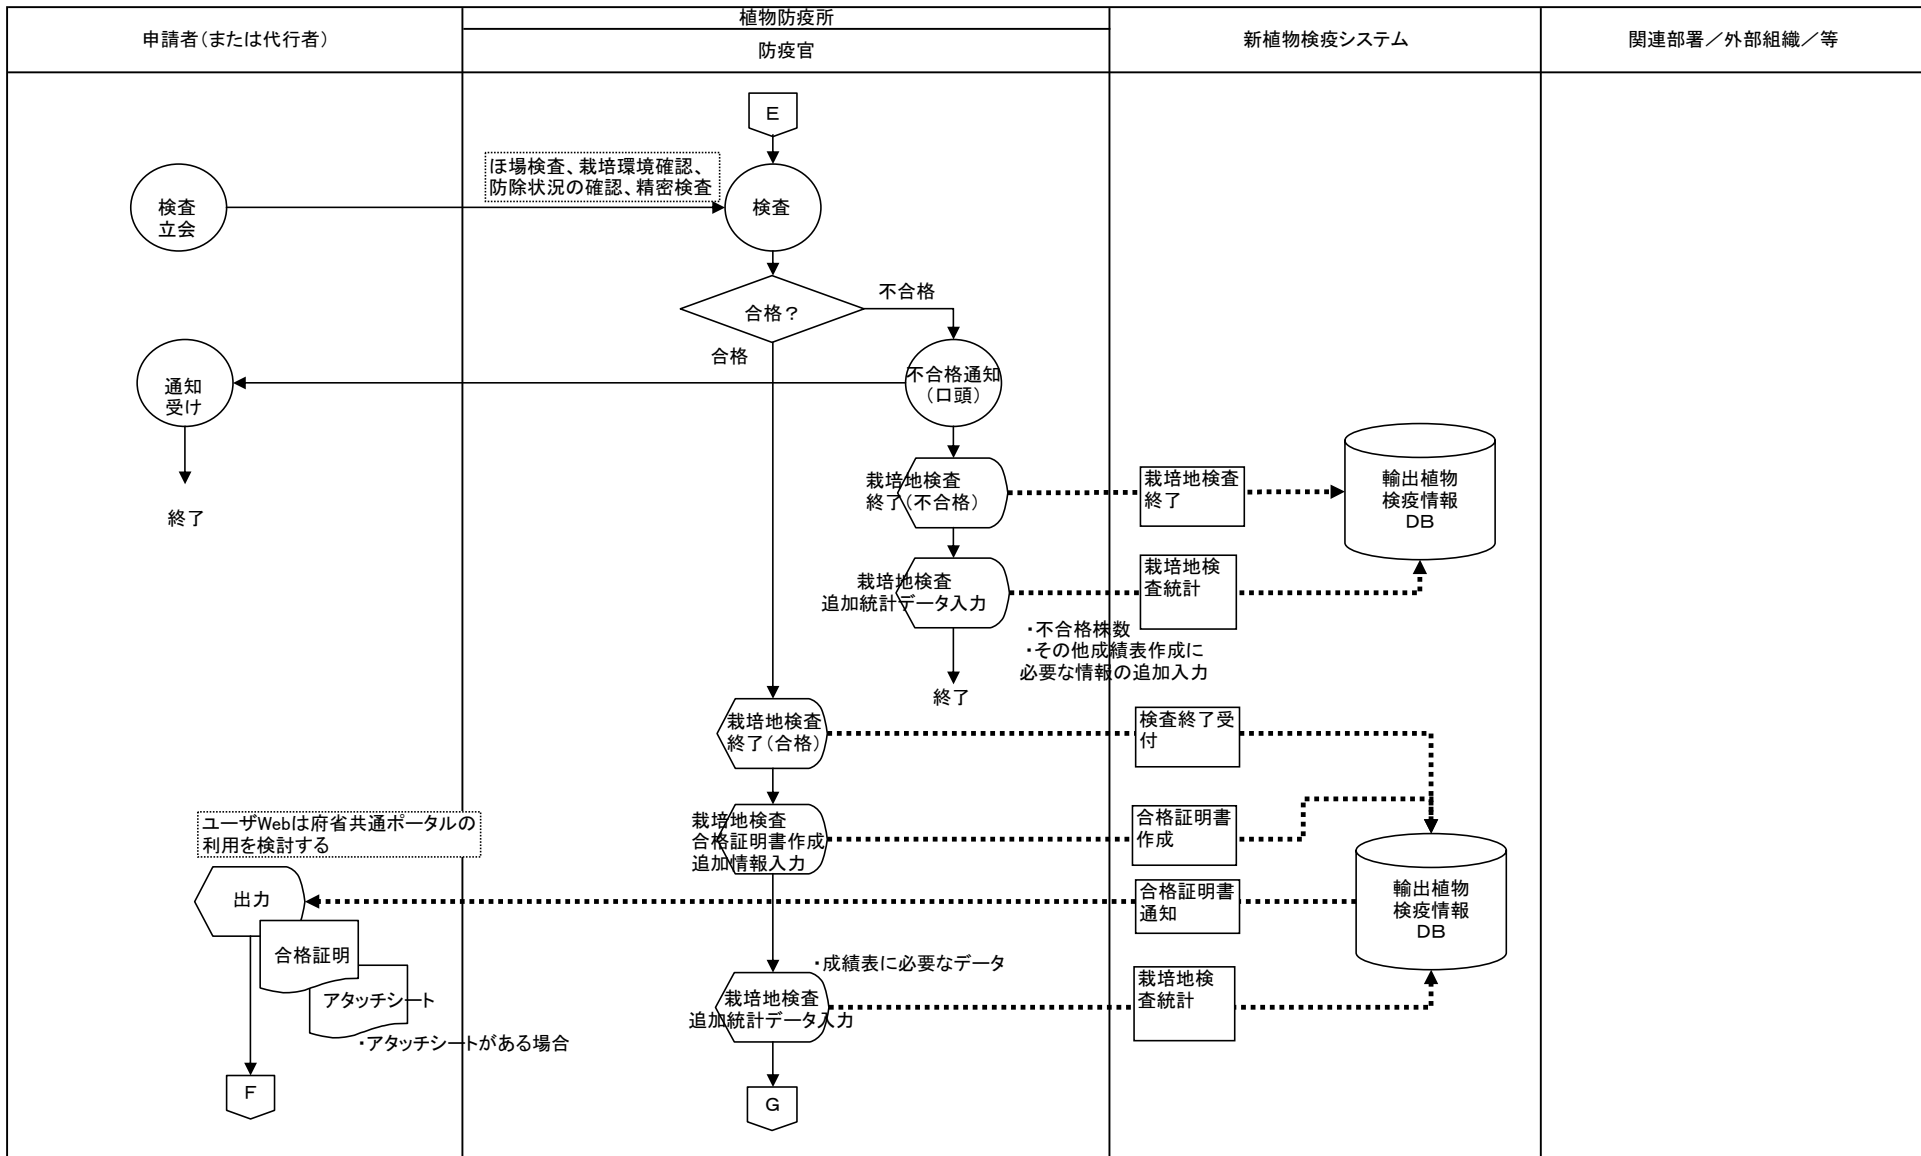 植物防疫所
申請者（または代行者）
防疫官
新植物検疫システム
関連部署／外部組織／等
E
ほ場検査、栽培環境確認、
防除状況の確認、精密検査
検査
立会
検査
不合格
合格？
合格
通知
受け
不合格通知
（口頭）
終了
栽培地検査
終了（不合格）
栽培地検査
終了
輸出植物
検疫情報
DB
栽培地検査
追加統計データ入力
栽培地検
査統計
・不合格株数
・その他成績表作成に
必要な情報の追加入力
終了
栽培地検査
終了（合格）
検査終了受
付
ユーザWebは府省共通ポータルの
利用を検討する
栽培地検査
合格証明書作成
追加情報入力
合格証明書
作成
出力
合格証明書
通知
輸出植物
検疫情報
DB
合格証明
アタッチシート
・アタッチシートがある場合
・成績表に必要なデータ
栽培地検査
追加統計データ入力
栽培地検
査統計
F
G